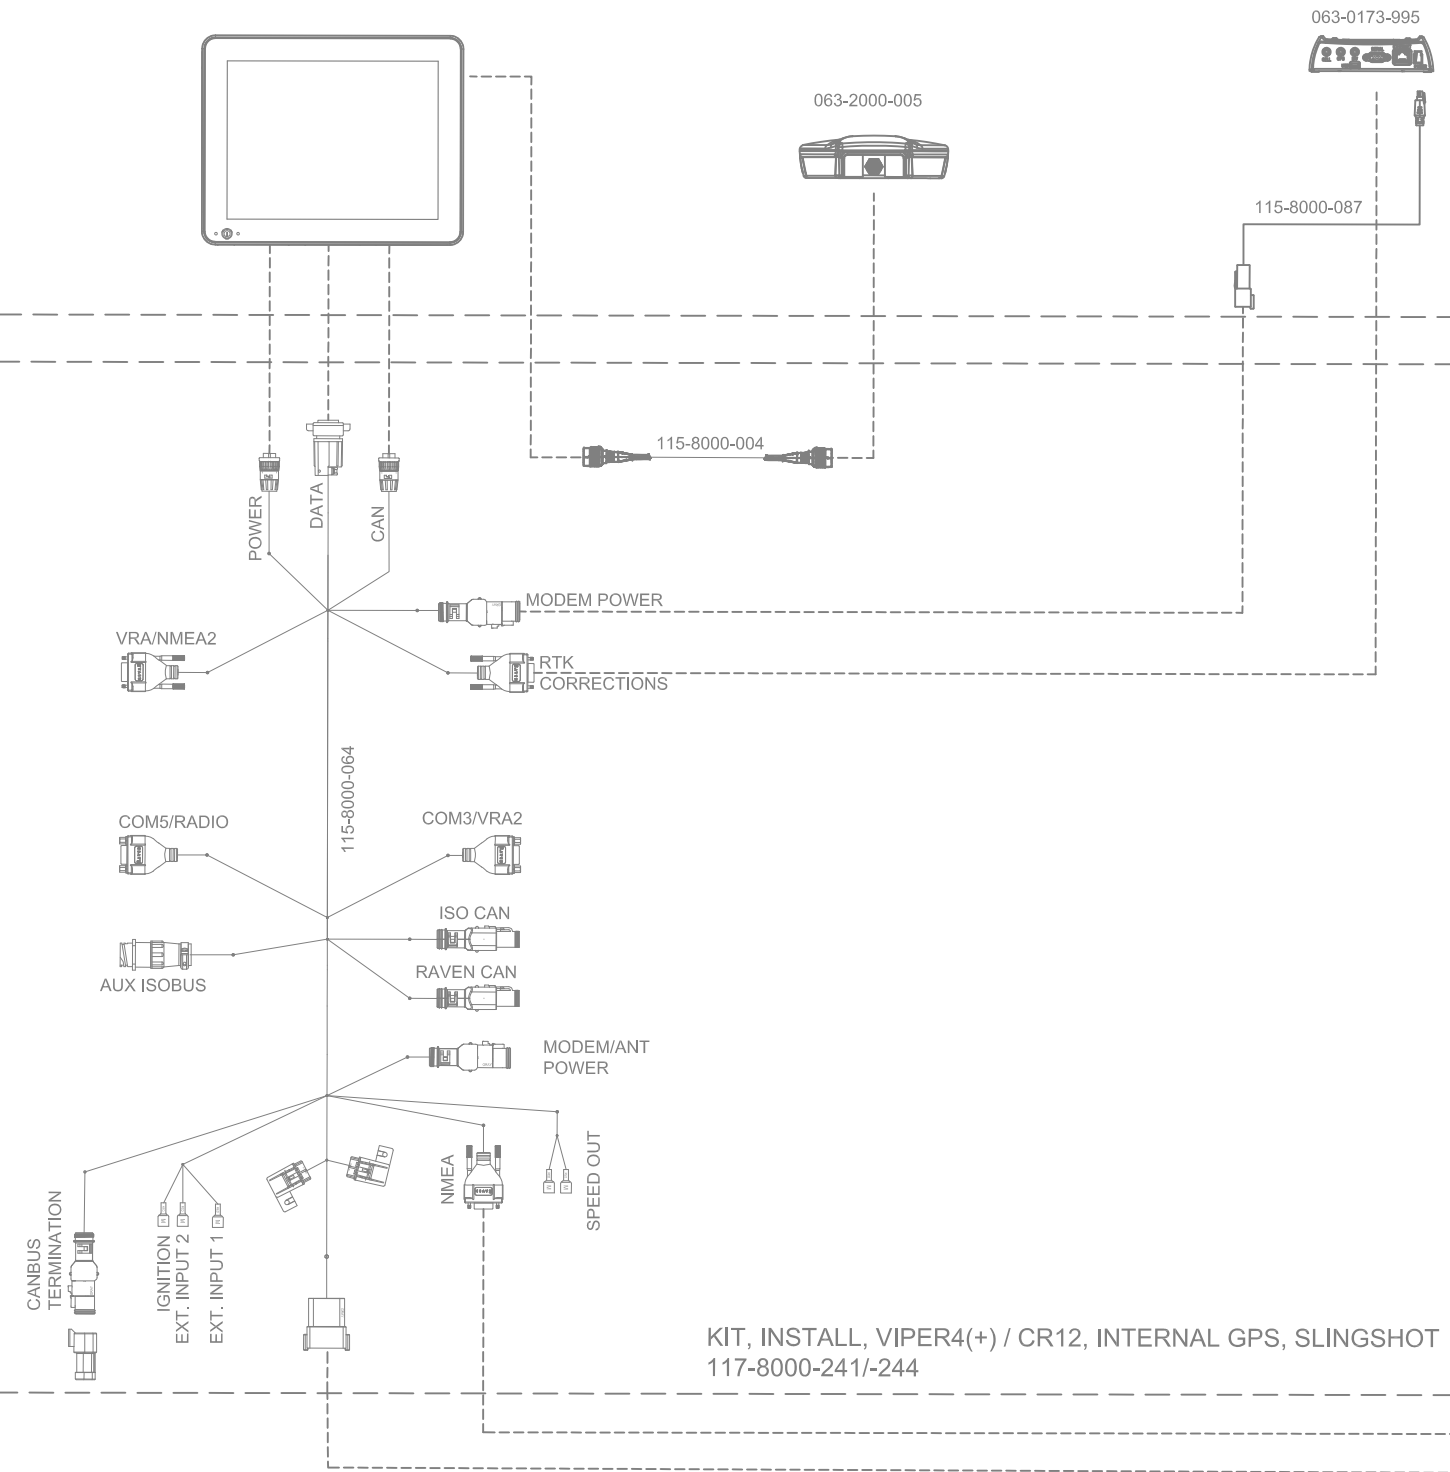 063-0173-995
063-2000-005
115-8000-087
115-8000-004
POWER
DATA
CAN
MODEM POWER
VRA/NMEA2
RTK
CORRECTIONS
115-8000-064
COM5/RADIO
COM3/VRA2
ISO CAN
AUX ISOBUS
RAVEN CAN
MODEM/ANT
POWER
CANBUS
TERMINATION
IGNITION
EXT. INPUT 2
EXT. INPUT 1
NMEA
SPEED OUT
KIT, INSTALL, VIPER4(+) / CR12, INTERNAL GPS, SLINGSHOT
117-8000-241/-244